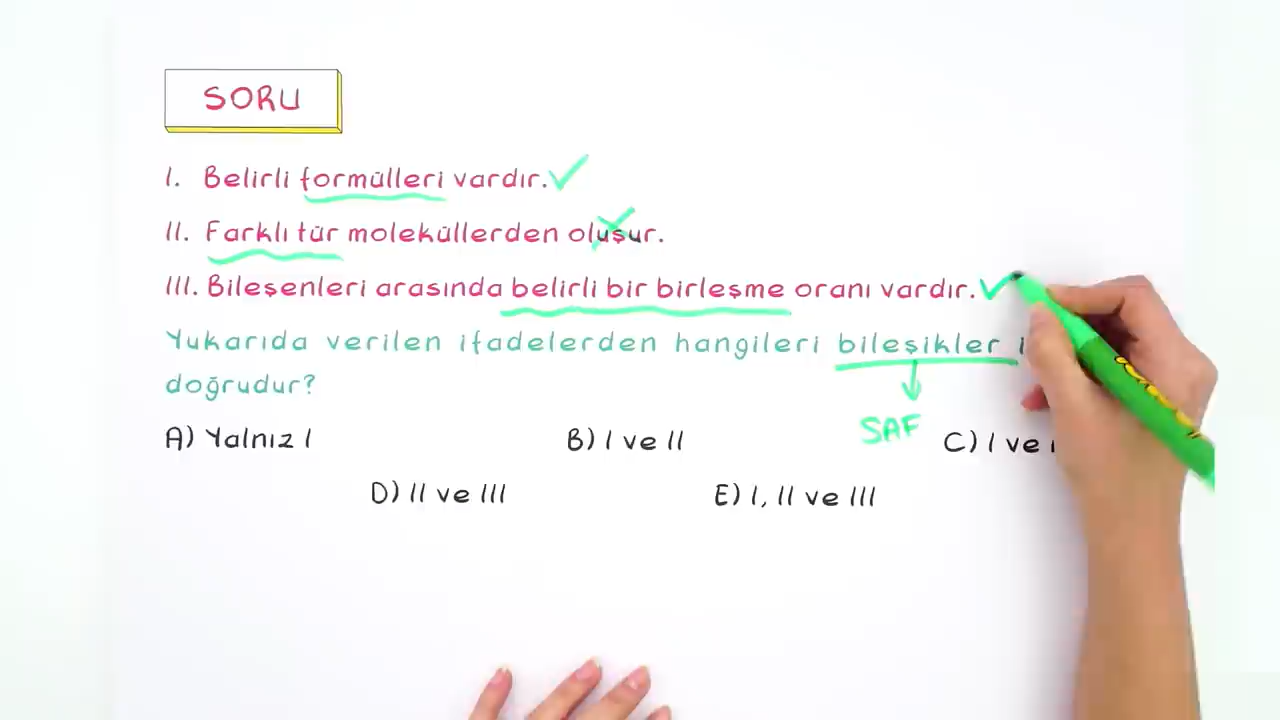 SORU
I. Belirli formülleri vardır.
II. Farklı tür moleküllerden oluşur.
III. Bileşenleri arasında belirli bir birleşme oranı vardır.
Yukarıda verilen ifadelerden hangileri bileşikler
doğrudur?
SAF
A) Yalnız I
B) I ve II
C) I ve
D) II ve III
E) I, II ve III